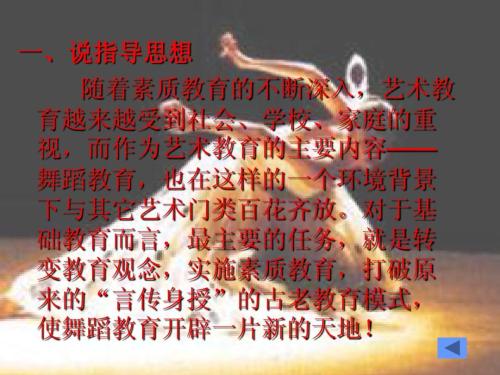 一、说指导思想
随着素质教育的不断深入，艺术教
育越来越受到社会、学校、家庭的重
视，而作为艺术教育的主要内容——
舞蹈教育，也在这样的一个环境背景
下与其它艺术门类百花齐放。对于基
础教育而言，最主要的任务，就是转
变教育观念，实施素质教育，打破原
来的“言传身授”的古老教育模式，
使舞蹈教育开辟一片新的天地！